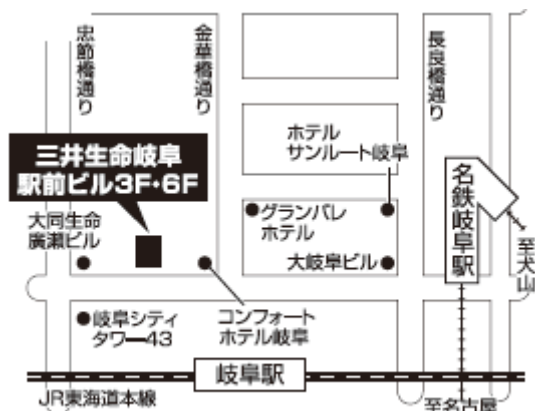 忠節橋通り
金華橋通り
長良橋通り
ホテル
サンルート岐阜
三井生命岐阜
駅前ビル3F・6F
名鉄岐阜駅
大同生命
廣瀬ビル
グランパレ
ホテル
大岐阜ビル
至犬山
岐阜シティ
タワー43
コンフォート
ホテル岐阜
岐阜駅
JR東海道本線
至名古屋